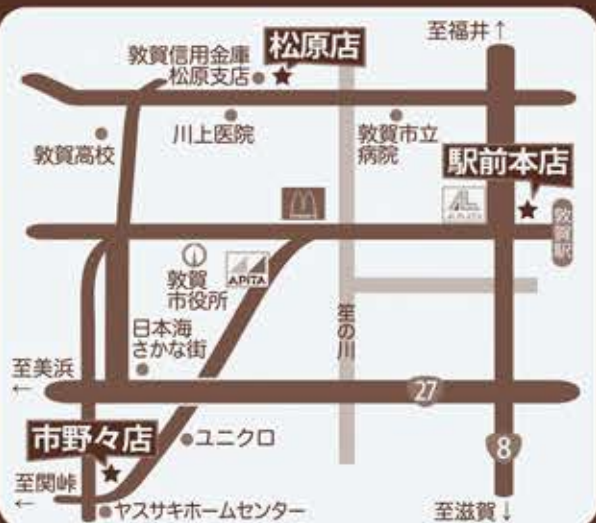 至福井↑
敦賀信用金庫
松原支店
松原店
敦賀高校
川上医院
敦賀市立
病院
駅前本店
敦賀駅
APITA
敦賀
市役所
日本海
さかな街
笙の川
至美浜
←
27
市野々店
ユニクロ
8
至関峠
←
ヤスサキホームセンター
至滋賀↓